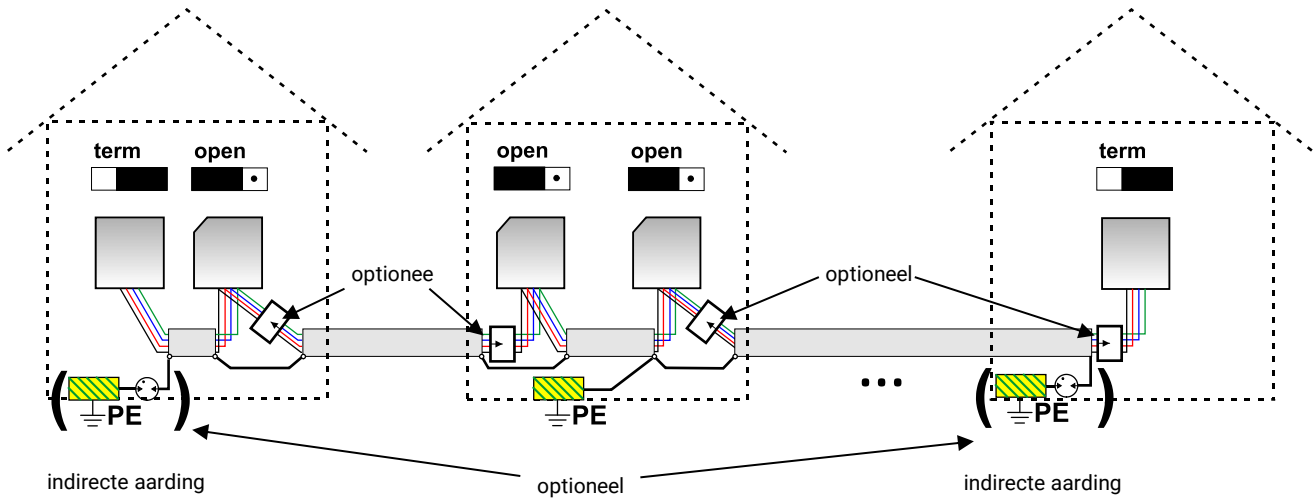 term
open
open
open
term
optionee
optioneel
PE
PE
PE
indirecte aarding
optioneel
indirecte aarding